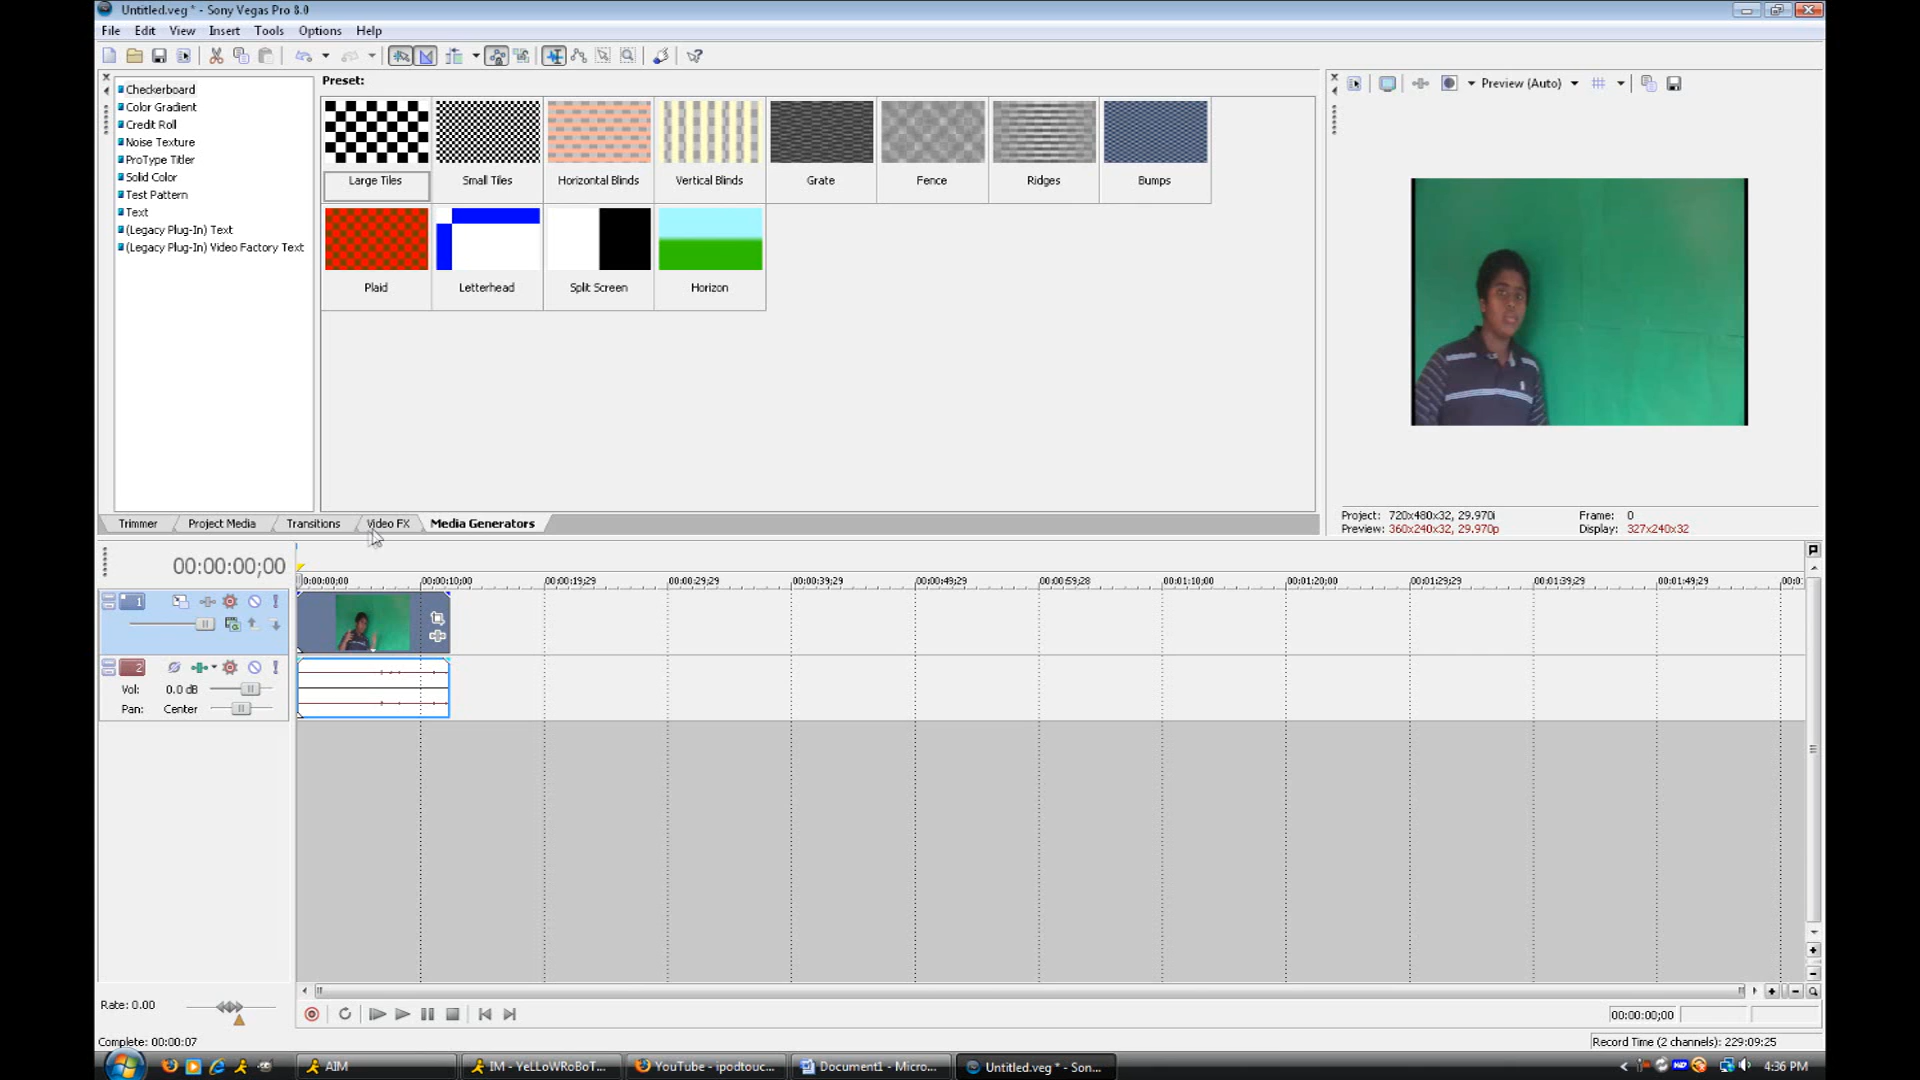 Untitled.veg * - Sony Vegas Pro 8.0
File Edit View Insert Tools Options Help
Preset:
Preview (Auto)
Checkerboard
Color Gradient
Credit Roll
Noise Texture
ProType Titler
Solid Color
Test Pattern
Text
(Legacy Plug-In) Text
(Legacy Plug-In) Video Factory Text
Large Tiles Small Tiles Horizontal Blinds Vertical Blinds Grate Fence Ridges Bumps
Plaid Letterhead Split Screen Horizon
Project: 720x480x32, 29.970i Frame: 0
Preview: 360x240x32, 29.970p Display: 327x240x32
Trimmer Project Media Transitions Video FX Media Generators
00:00:00;00
00:00:00;00 00:00:10;00 00:00:19;29 00:00:29;29 00:00:39;29 00:00:49;29 00:00:59;28 00:01:10;00 00:01:20;00 00:01:29;29 00:01:39;29 00:01:49;29
1
2
Vol: 0.0 dB
Pan: Center
Rate: 0.00
00:00:00;00
Complete: 00:00:07
Record Time (2 channels): 229:09:25
AIM IM - YeLLoWRoBoT... YouTube - ipodtouc... Document1 - Micro... Untitled.veg * - Son... 4:36 PM